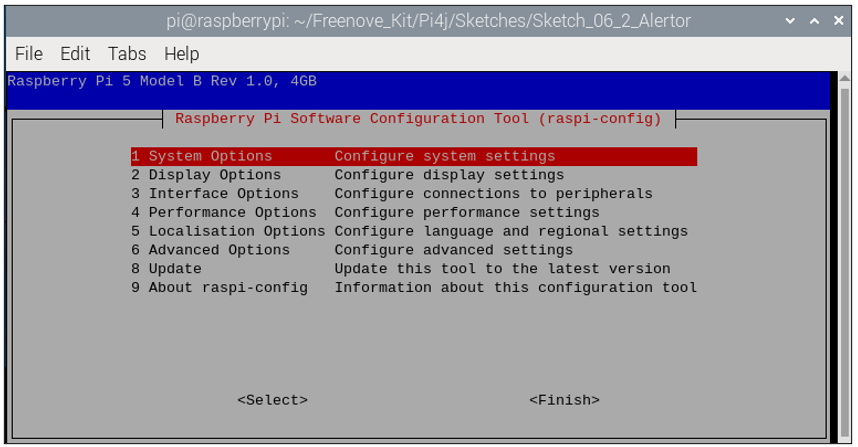 pi@raspberrypi: ~/Freenove_Kit/Pi4j/Sketches/Sketch_06_2_Alertor
File Edit Tabs Help
Raspberry Pi 5 Model B Rev 1.0, 4GB
Raspberry Pi Software Configuration Tool (raspi-config)
1 System Options Configure system settings
2 Display Options Configure display settings
3 Interface Options Configure connections to peripherals
4 Performance Options Configure performance settings
5 Localisation Options Configure language and regional settings
6 Advanced Options Configure advanced settings
8 Update Update this tool to the latest version
9 About raspi-config Information about this configuration tool
<Select> <Finish>